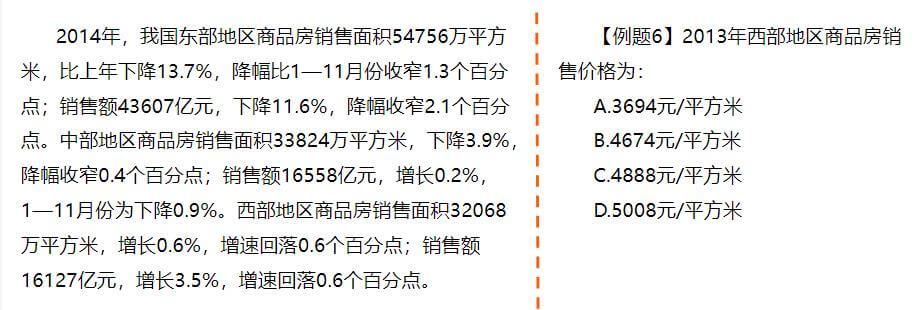 2014年，我国东部地区商品房销售面积54756万平方
米，比上年下降13.7%，降幅比1—11月份收窄1.3个百分
点；销售额43607亿元，下降11.6%，降幅收窄2.1个百分
点。中部地区商品房销售面积33824万平方米，下降3.9%，
降幅收窄0.4个百分点；销售额16558亿元，增长0.2%，
1—11月份为下降0.9%。西部地区商品房销售面积32068
万平方米，增长0.6%，增速回落0.6个百分点；销售额
16127亿元，增长3.5%，增速回落0.6个百分点。
【例题6】2013年西部地区商品房销
售价格为：
A.3694元/平方米
B.4674元/平方米
C.4888元/平方米
D.5008元/平方米